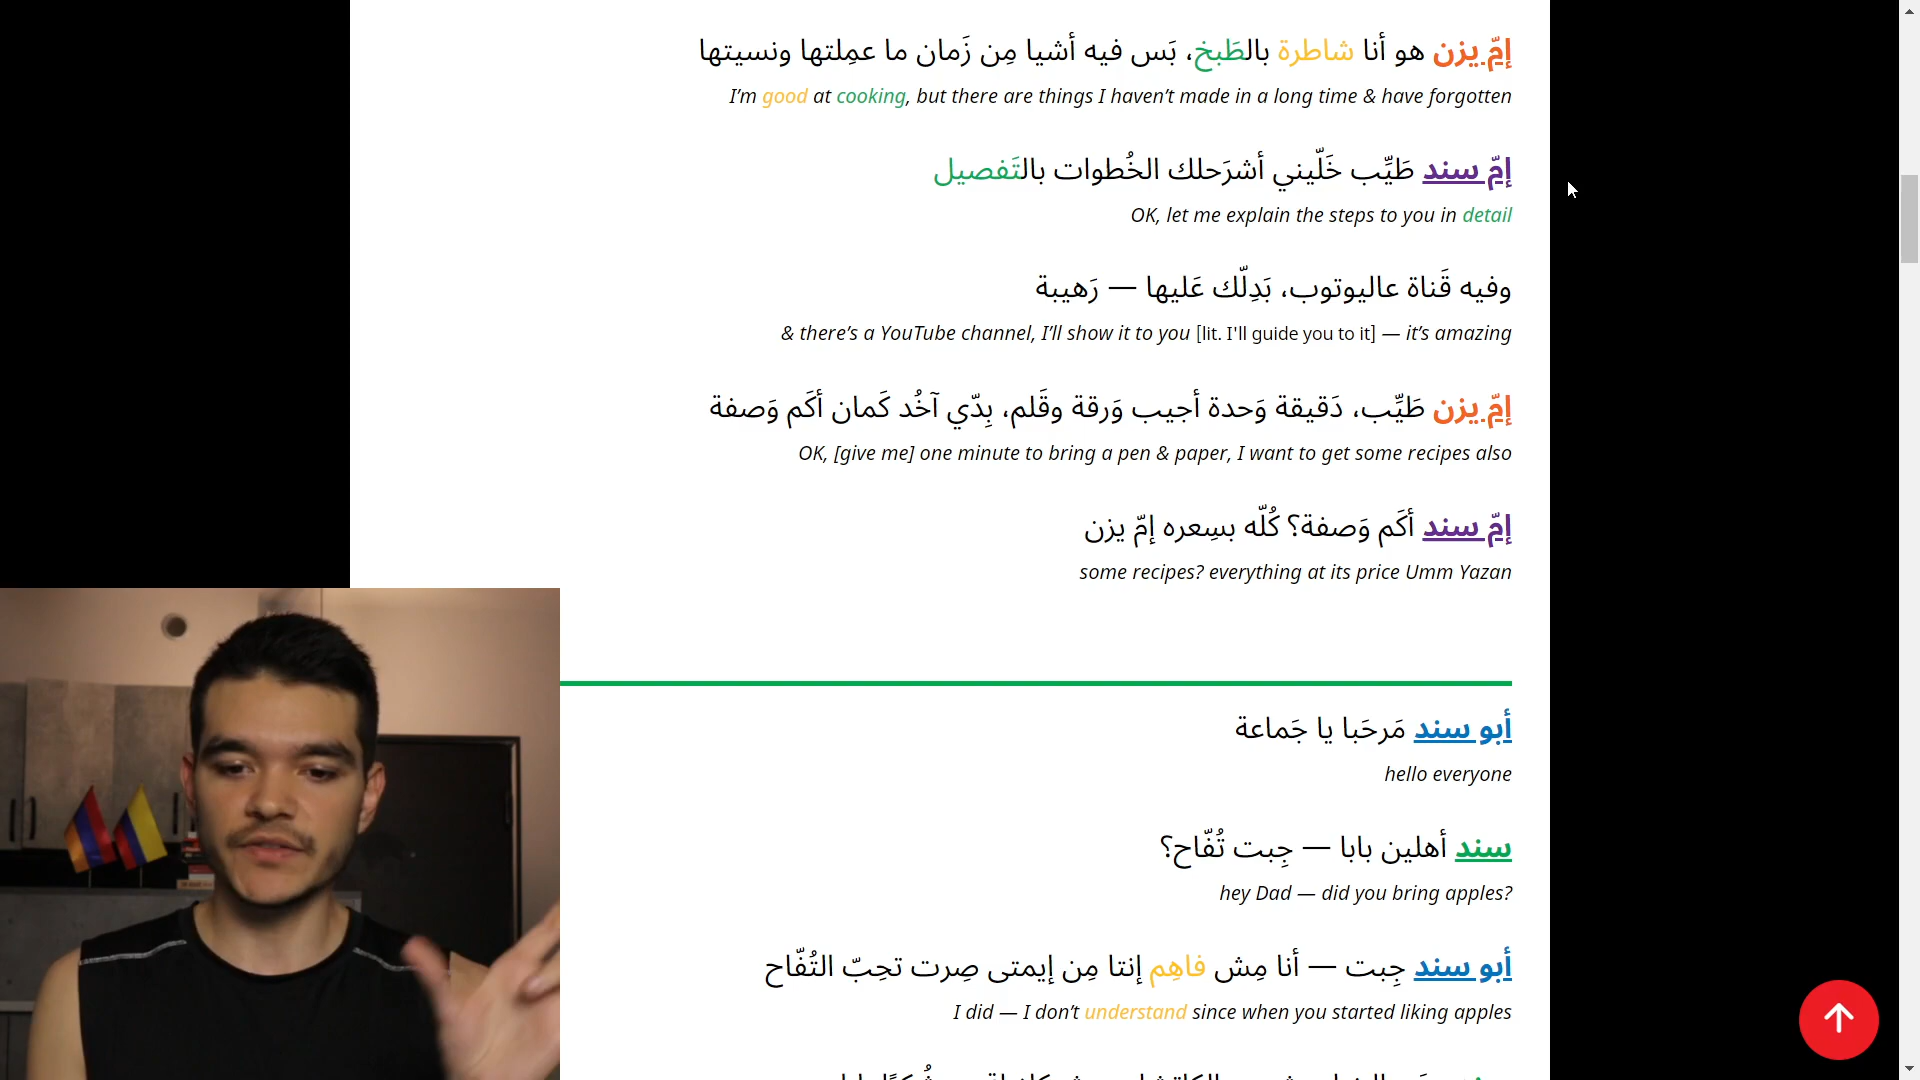 إمّ يزن هو أنا شاطرة بالطَبخ، بَس فيه أشيا مِن زَمان ما عمِلتها ونسيتها
I'm good at cooking, but there are things I haven't made in a long time & have forgotten
إمّ سند طَيِّب خَلّيني أشرَحلك الخُطوات بالتَفصيل
OK, let me explain the steps to you in detail
وفيه قَناة عاليوتوب، بَدِلّك عَليها — رَهيبة
& there's a YouTube channel, I'll show it to you [lit. I'll guide you to it] — it's amazing
إمّ يزن طَيِّب، دَقيقة وَحدة أجيب وَرقة وقَلم، بِدّي آخُد كَمان أكَم وَصفة
OK, [give me] one minute to bring a pen & paper, I want to get some recipes also
إمّ سند أكَم وَصفة؟ كُلّه بسِعره إمّ يزن
some recipes? everything at its price Umm Yazan
أبو سند مَرحَبا يا جَماعة
hello everyone
سند أهلين بابا — جِبت تُفّاح؟
hey Dad — did you bring apples?
أبو سند جِبت — أنا مِش فاهِم إنتا مِن إيمتى صِرت تحِبّ التُفّاح
I did — I don't understand since when you started liking apples